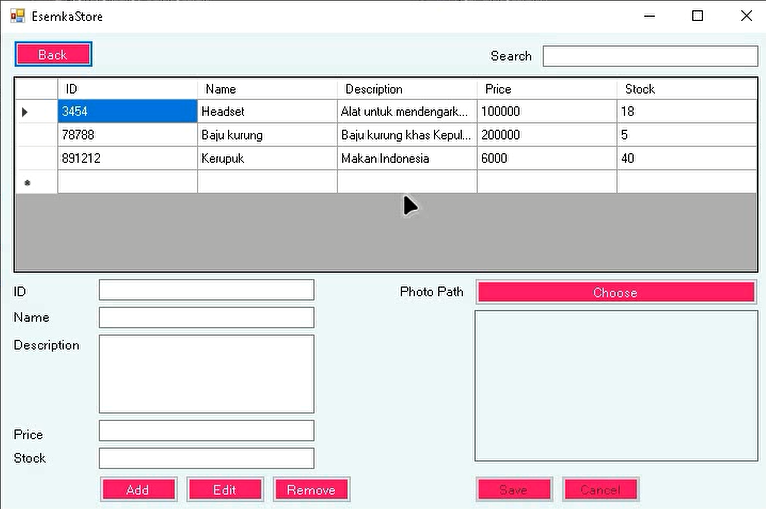 EsemkaStore
Back
Search
ID Name Description Price Stock
3454 Headset Alat untuk mendengark... 100000 18
78788 Baju kurung Baju kurung khas Kepul... 200000 5
891212 Kerupuk Makan Indonesia 6000 40
ID
Photo Path Choose
Name
Description
Price
Stock
Add Edit Remove Save Cancel